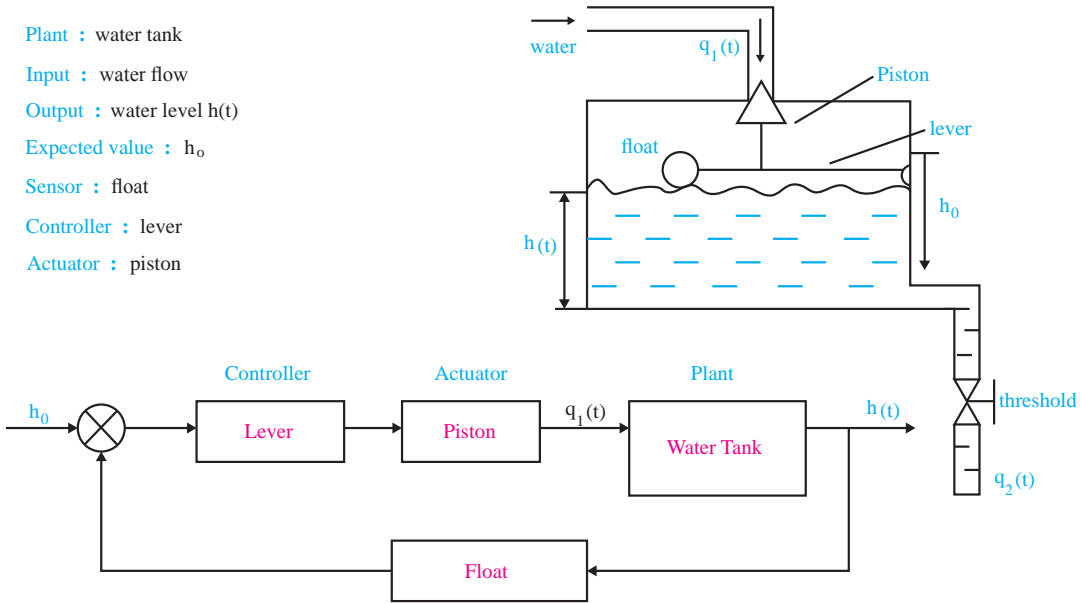 Plant : water tank
Input : water flow
Output : water level h(t)
Expected value : h₀
Sensor : float
Controller : lever
Actuator : piston
water
q₁(t)
Piston
lever
float
h₀
h(t)
threshold
q₂(t)
Controller
Actuator
Plant
h₀
Lever
Piston
q₁(t)
Water Tank
h(t)
Float